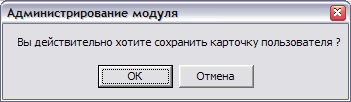 Администрирование модуля
Вы действительно хотите сохранить карточку пользователя ?
OK
Отмена